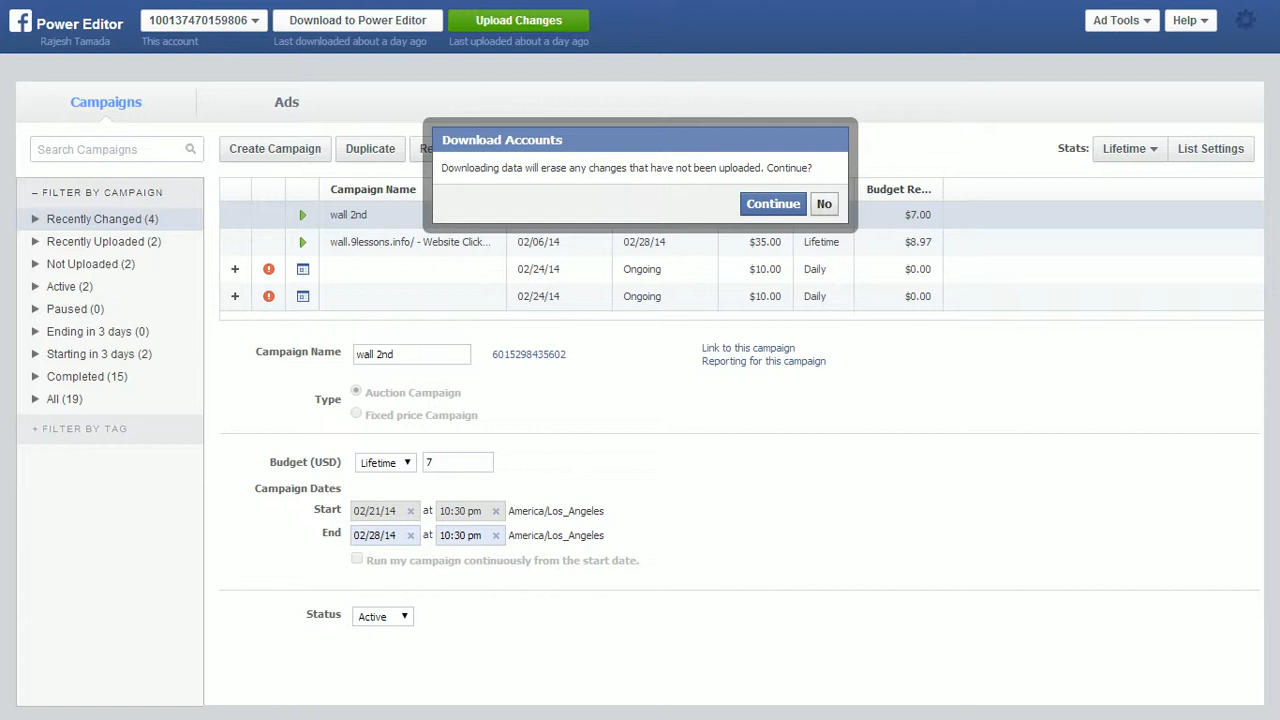 Power Editor
100137470159806
Download to Power Editor
Upload Changes
Ad Tools
Help
Rajesh Tamada
This account
Last downloaded about a day ago
Last uploaded about a day ago
Campaigns
Ads
Search Campaigns
Create Campaign
Duplicate
Re
Stats:
Lifetime
List Settings
Download Accounts
Downloading data will erase any changes that have not been uploaded. Continue?
Continue
No
– FILTER BY CAMPAIGN
Recently Changed (4)
Recently Uploaded (2)
Not Uploaded (2)
Active (2)
Paused (0)
Ending in 3 days (0)
Starting in 3 days (2)
Completed (15)
All (19)
+ FILTER BY TAG
Campaign Name
Budget Re...
wall 2nd
$7.00
wall.9lessons.info/ - Website Click...
02/06/14
02/28/14
$35.00
Lifetime
$8.97
+
02/24/14
Ongoing
$10.00
Daily
$0.00
+
02/24/14
Ongoing
$10.00
Daily
$0.00
Campaign Name
wall 2nd
6015298435602
Link to this campaign
Reporting for this campaign
Type
Auction Campaign
Fixed price Campaign
Budget (USD)
Lifetime
7
Campaign Dates
Start
02/21/14
at
10:30 pm
America/Los_Angeles
End
02/28/14
at
10:30 pm
America/Los_Angeles
Run my campaign continuously from the start date.
Status
Active